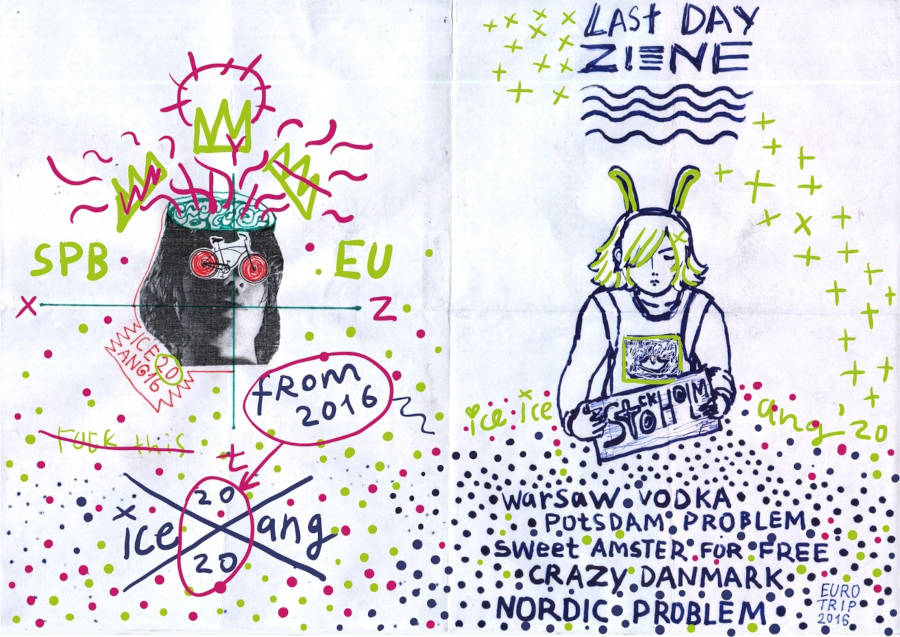 SPB
EU
X
Z
ICE 20
ANG16
FROM
2016
FUCK this
t
20
x ice ang
20
LAST DAY
ZIENE
STOCKHOLM
ice ice
ang'20
WARSAW VODKA
POTSDAM PROBLEM
SWEET AMSTER FOR FREE
CRAZY DANMARK
NORDIC PROBLEM
EURO
TRIP
2016